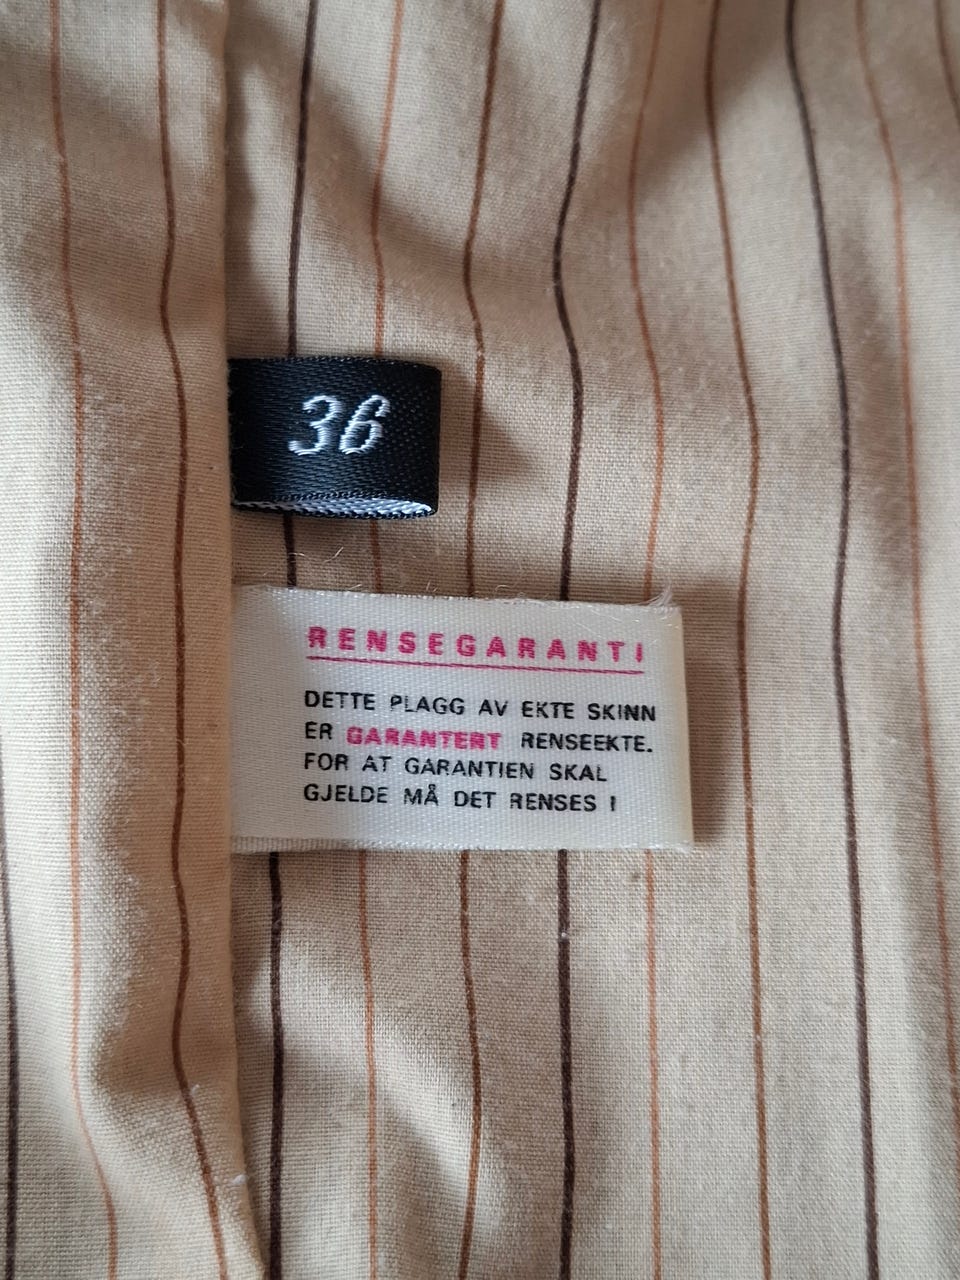 36
RENSEGARANTI
DETTE PLAGG AV EKTE SKINN
ER GARANTERT RENSEEKTE.
FOR AT GARANTIEN SKAL
GJELDE MÅ DET RENSES I